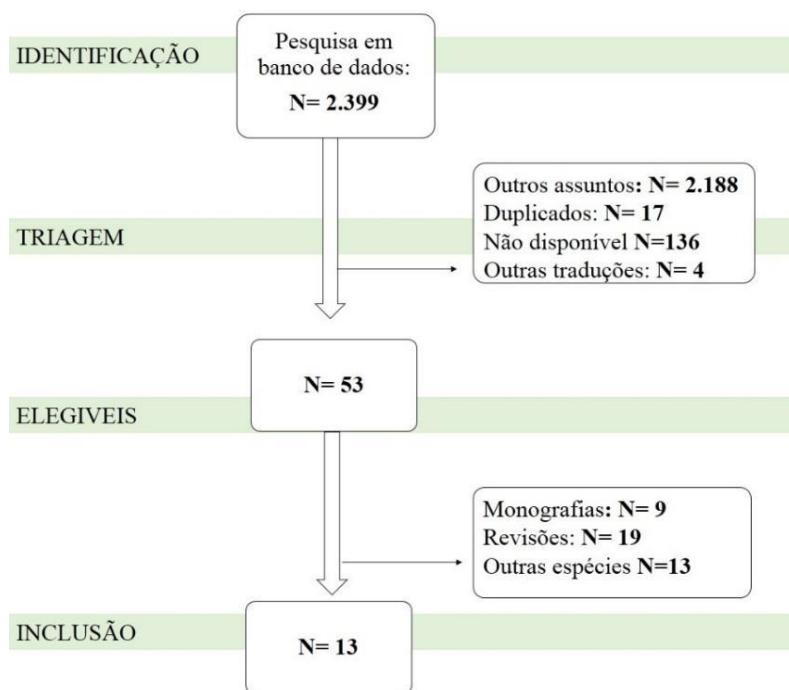 IDENTIFICAÇÃO
Pesquisa em
banco de dados:
N= 2.399
TRIAGEM
Outros assuntos: N= 2.188
Duplicados: N= 17
Não disponível N=136
Outras traduções: N= 4
N= 53
ELEGIVEIS
Monografias: N= 9
Revisões: N= 19
Outras espécies N=13
INCLUSÃO
N= 13